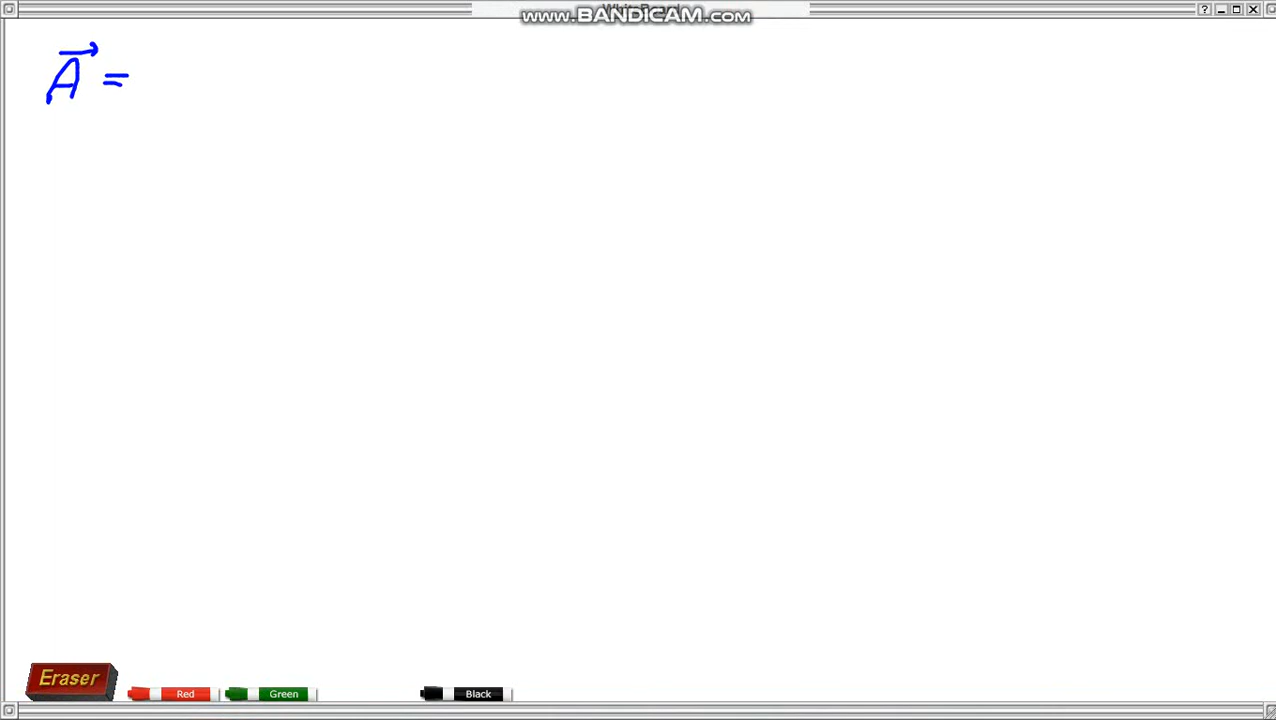 www.BANDICAM.com
?
A⃗ =
Eraser
Red
Green
Black